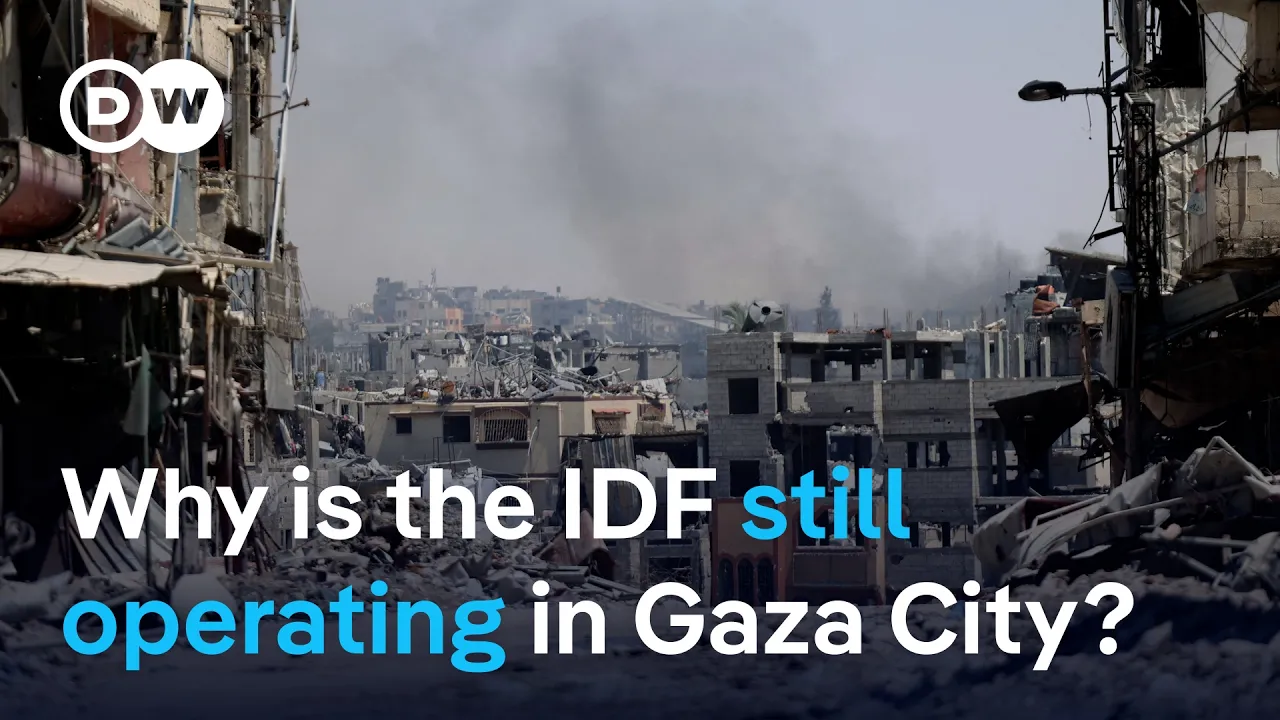 DW
Why is the IDF still
operating in Gaza City?